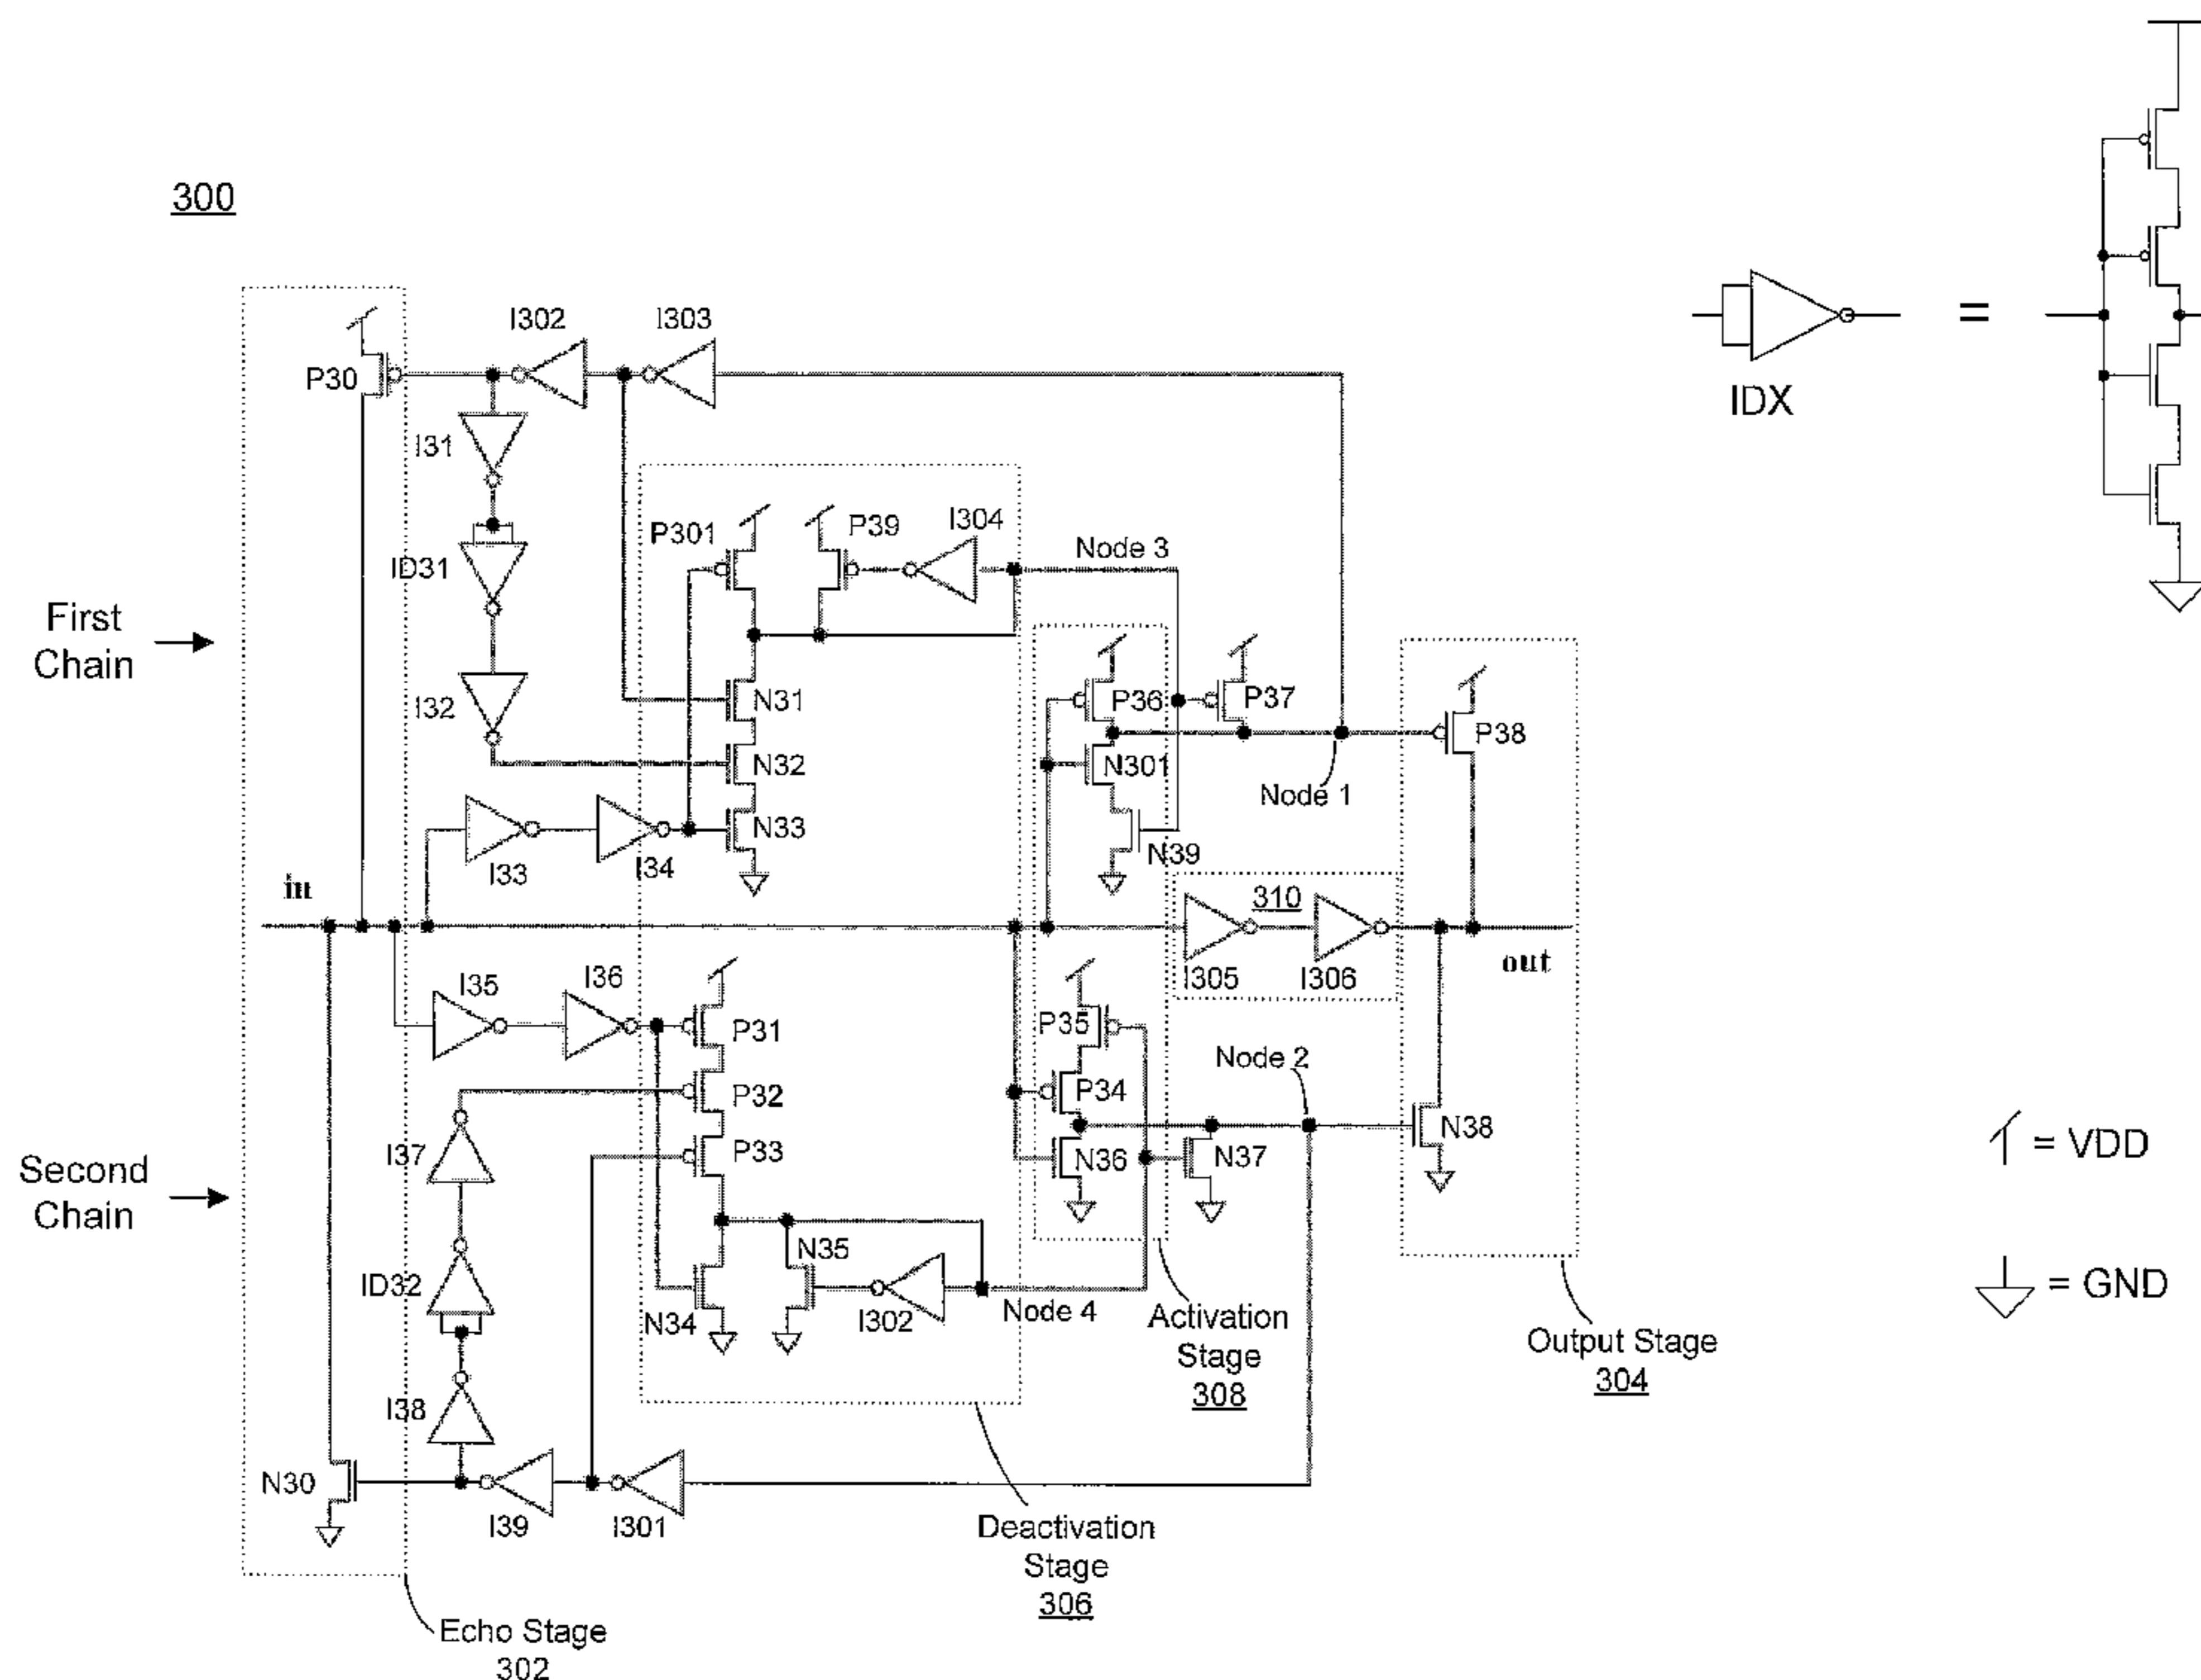 300
I302
I303
P30
I31
ID31
I32
P301
P39
I304
Node 3
First
Chain
N31
N32
N33
I33
I34
P36
P37
N301
P38
Node 1
N39
in
310
I305
I306
out
IDX
=
I35
I36
P31
P32
P33
I37
ID32
I38
N34
N35
I302
Node 4
P35
P34
N36
N37
Node 2
N38
Second
Chain
N30
I39
I301
Activation
Stage
308
Output Stage
304
Deactivation
Stage
306
Echo Stage
302
= VDD
= GND